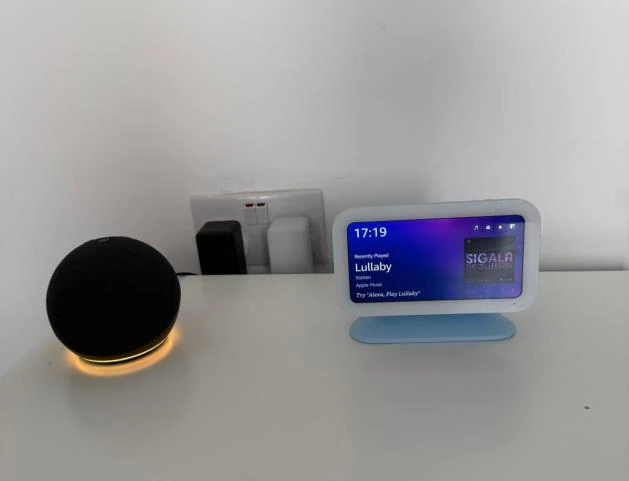 17:19
Recently Played
Lullaby
Station
Apple Music
Try "Alexa, Play Lullaby"
SIGALA
THE COLLECTION